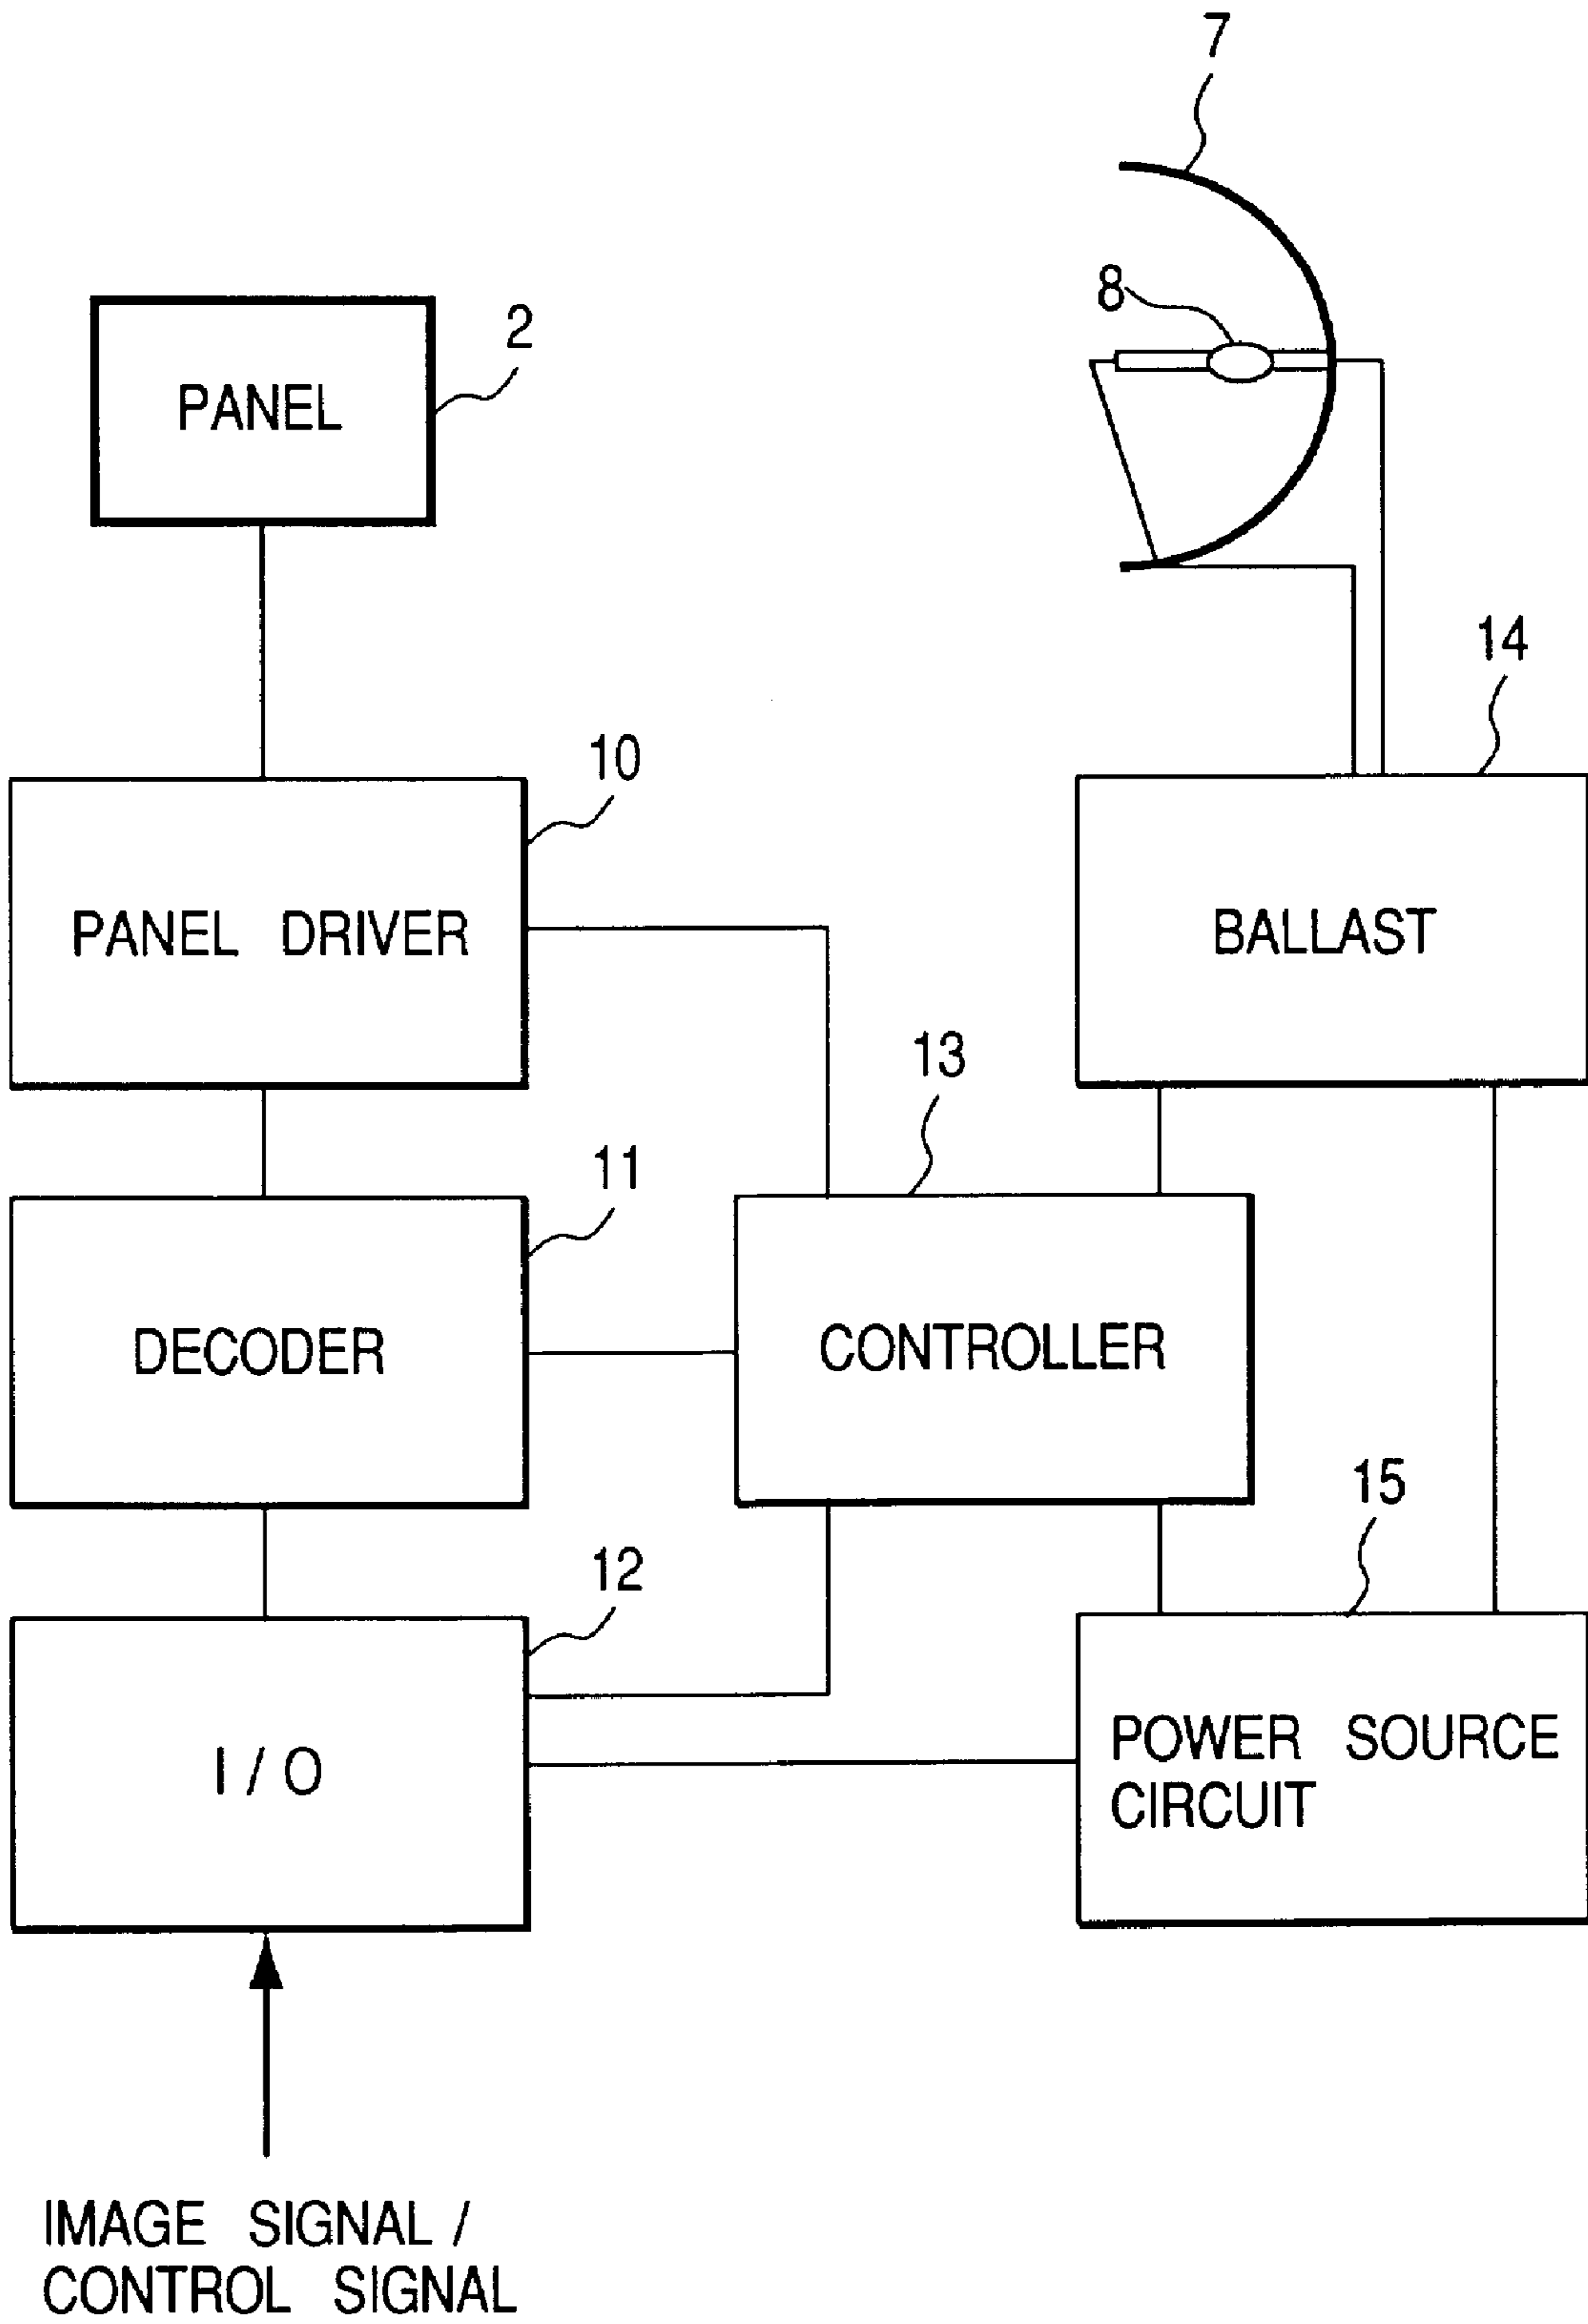 7
8
2
PANEL
14
10
PANEL DRIVER
BALLAST
13
11
DECODER
CONTROLLER
15
12
I / O
POWER SOURCE
CIRCUIT
IMAGE SIGNAL /
CONTROL SIGNAL